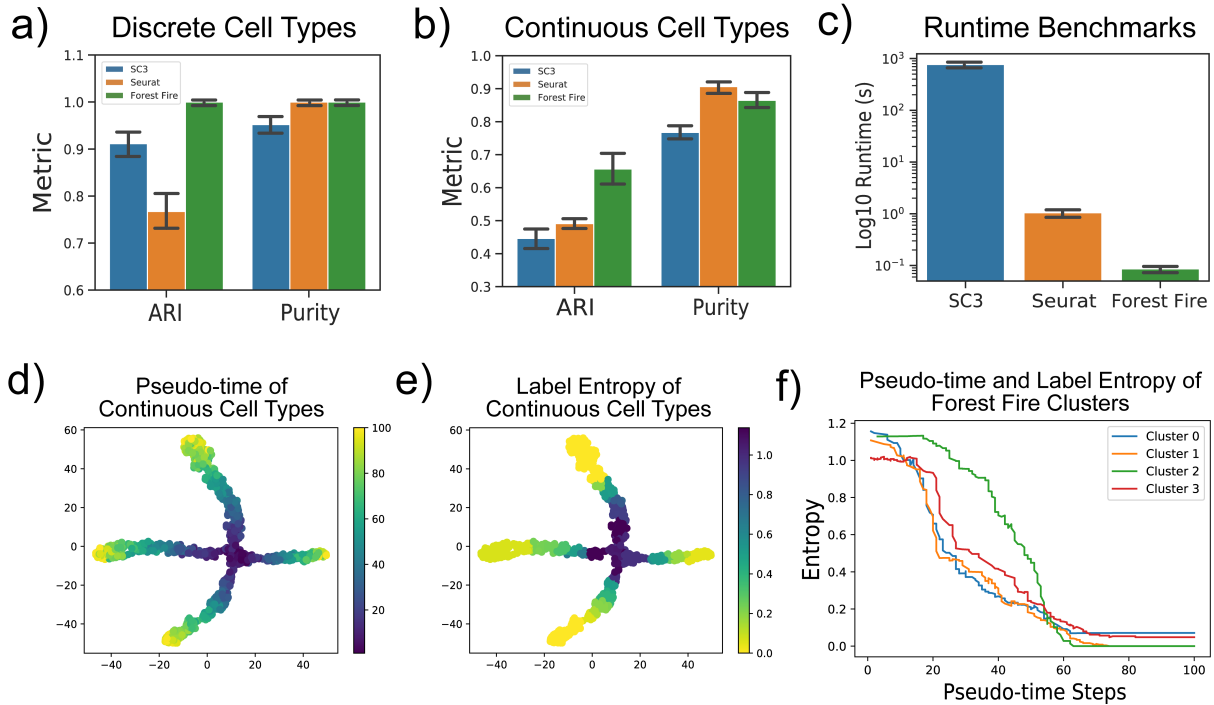 a)
Discrete Cell Types
1.1
1.0
0.9
0.8
0.7
0.6
Metric
SC3
Seurat
Forest Fire
ARI
Purity
b)
Continuous Cell Types
1.0
0.9
0.8
0.7
0.6
0.5
0.4
0.3
Metric
SC3
Seurat
Forest Fire
ARI
Purity
c)
Runtime Benchmarks
10³
10²
10¹
10⁰
10⁻¹
Log10 Runtime (s)
SC3
Seurat
Forest Fire
d)
Pseudo-time of
Continuous Cell Types
60
40
20
0
−20
−40
−40
−20
0
20
40
100
80
60
40
20
e)
Label Entropy of
Continuous Cell Types
60
40
20
0
−20
−40
−40
−20
0
20
40
1.0
0.8
0.6
0.4
0.2
0.0
f)
Pseudo-time and Label Entropy of
Forest Fire Clusters
1.2
1.0
0.8
0.6
0.4
0.2
0.0
Entropy
Cluster 0
Cluster 1
Cluster 2
Cluster 3
0
20
40
60
80
100
Pseudo-time Steps